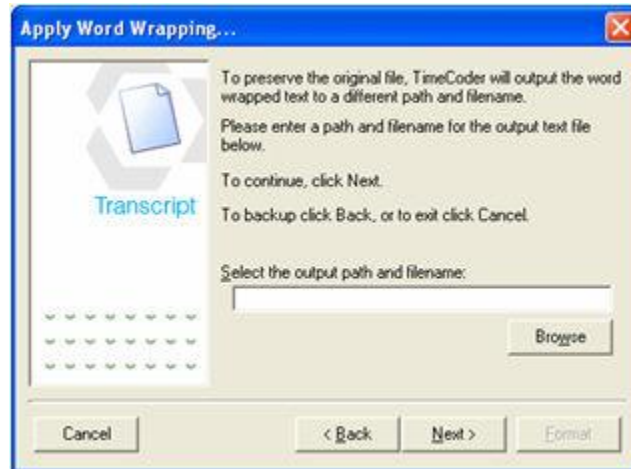 Apply Word Wrapping...
To preserve the original file, TimeCoder will output the word
wrapped text to a different path and filename.
Please enter a path and filename for the output text file
below.
To continue, click Next.
To backup click Back, or to exit click Cancel.
Transcript
Select the output path and filename:
Browse
Cancel
< Back
Next >
Format